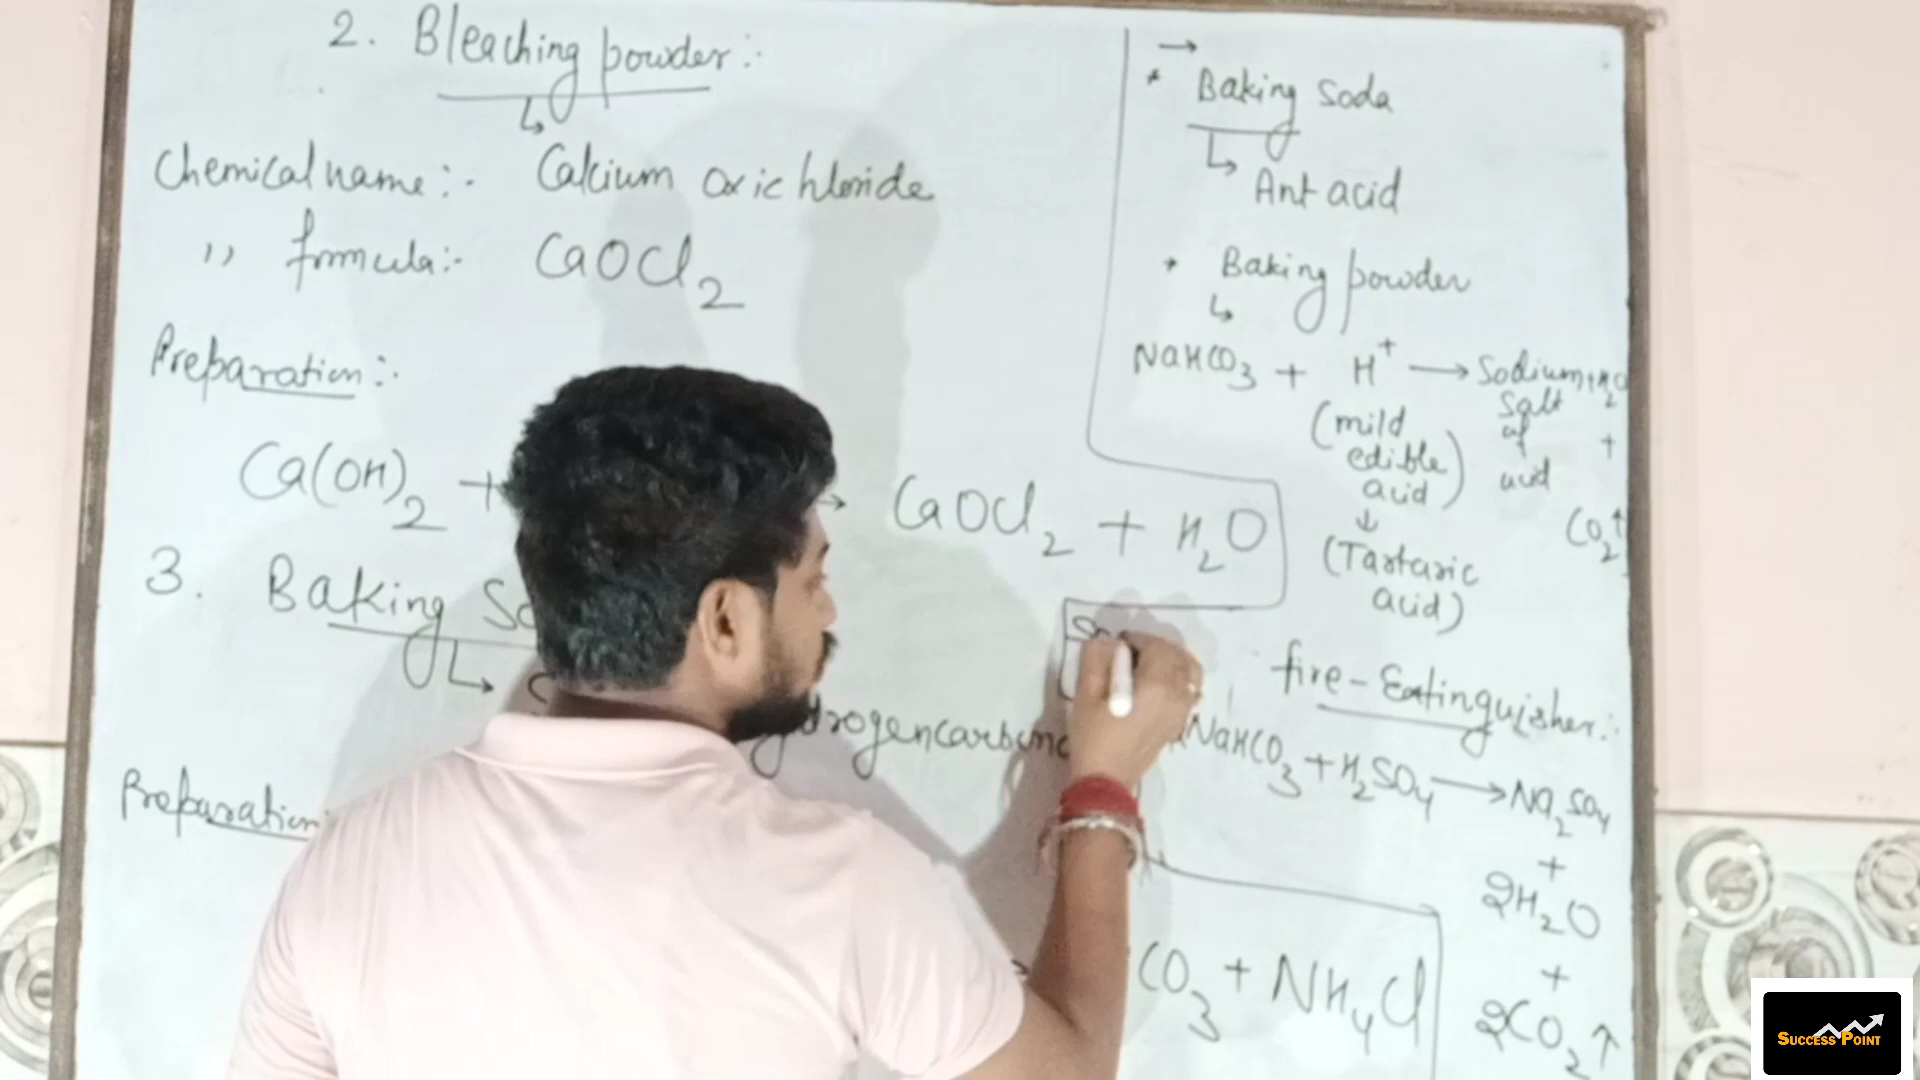 2. Bleaching powder:-
Chemical name:- Calcium oxichloride
,, formula:- CaOCl2
Preparation:-
Ca(OH)2 + → CaOCl2 + H2O
3. Baking So
drogencarbon
Preparation:
CO3 + NH4Cl
→
* Baking Soda
↳ Antacid
* Baking powder
↳
NaHCO3 + H+ → Sodium + H2O
(mild edible acid) salt of acid +
↓ CO2↑
(Tartaric acid)
fire-Extinguisher:-
NaHCO3 + H2SO4 → Na2SO4
+
2H2O
+
2CO2↑
SUCCESS POINT